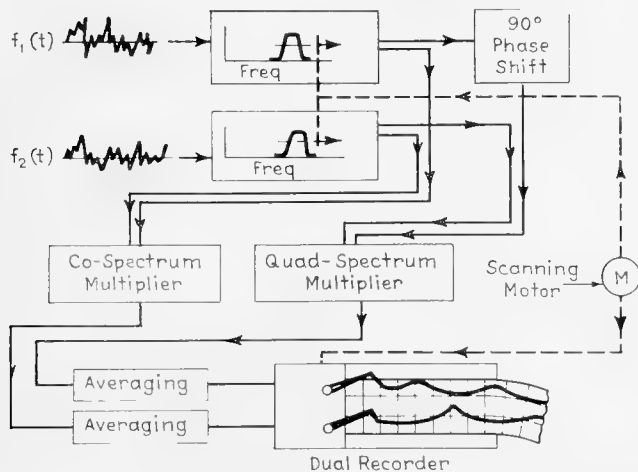 f₁(t)
Freq
90°
Phase
Shift
f₂(t)
Freq
Co-Spectrum
Multiplier
Quad-Spectrum
Multiplier
Scanning
Motor
M
Averaging
Averaging
Dual Recorder